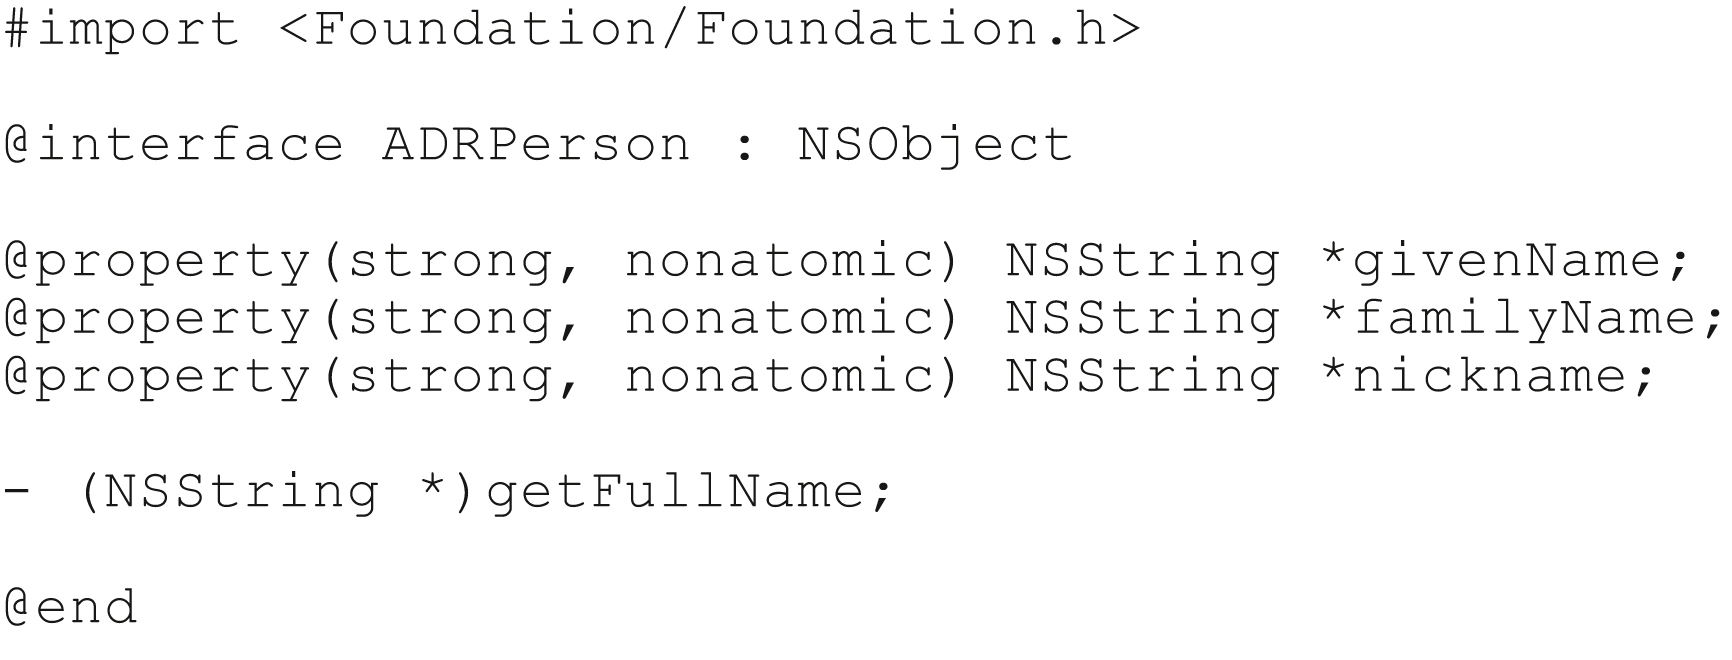 #import <Foundation/Foundation.h>
@interface ADRPerson : NSObject
@property(strong, nonatomic) NSString *givenName;
@property(strong, nonatomic) NSString *familyName;
@property(strong, nonatomic) NSString *nickname;
- (NSString *)getFullName;
@end